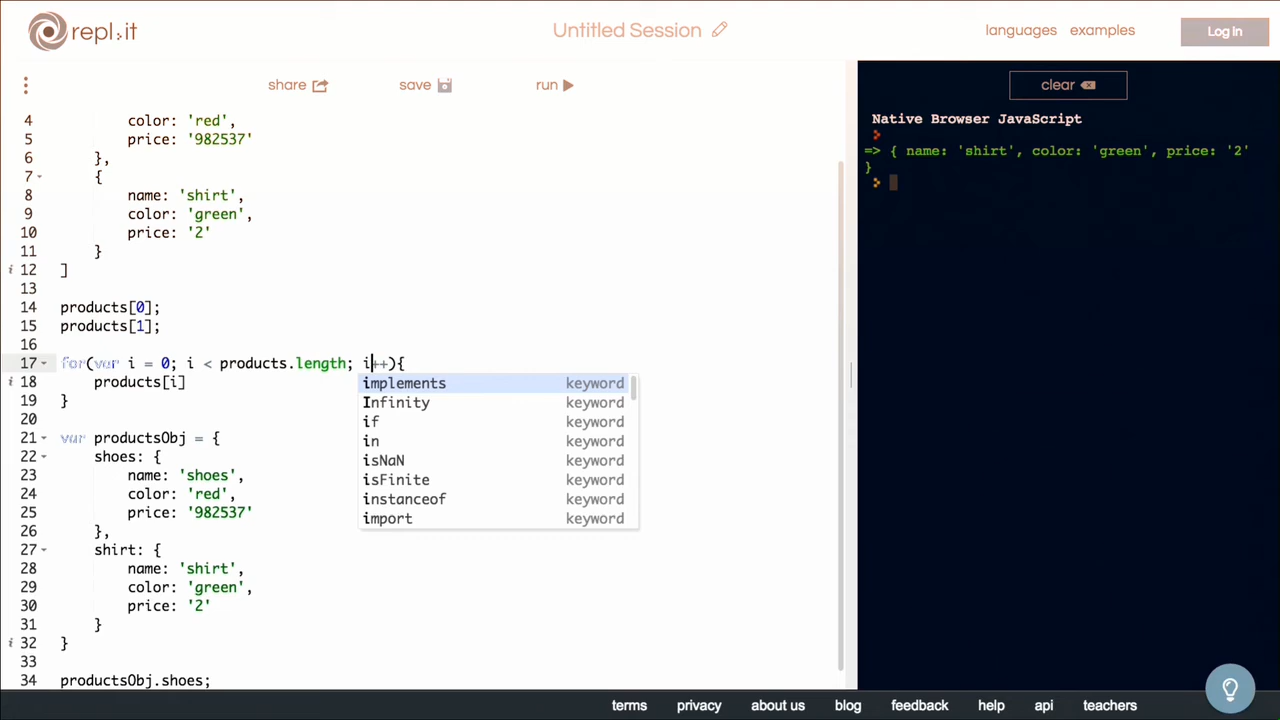 repl.it
Untitled Session
languages examples Log In
share save run
clear
4 color: 'red',
5 price: '982537'
6 },
7 {
8 name: 'shirt',
9 color: 'green',
10 price: '2'
11 }
i 12 ]
13
14 products[0];
15 products[1];
16
17 for(var i = 0; i < products.length; i++){
i 18 products[i]
19 }
20
21 var productsObj = {
22 shoes: {
23 name: 'shoes',
24 color: 'red',
25 price: '982537'
26 },
27 shirt: {
28 name: 'shirt',
29 color: 'green',
30 price: '2'
31 }
i 32 }
33
34 productsObj.shoes;
implements keyword
Infinity keyword
if keyword
in keyword
isNaN keyword
isFinite keyword
instanceof keyword
import keyword
Native Browser JavaScript
>
=> { name: 'shirt', color: 'green', price: '2'
}
>
terms privacy about us blog feedback help api teachers